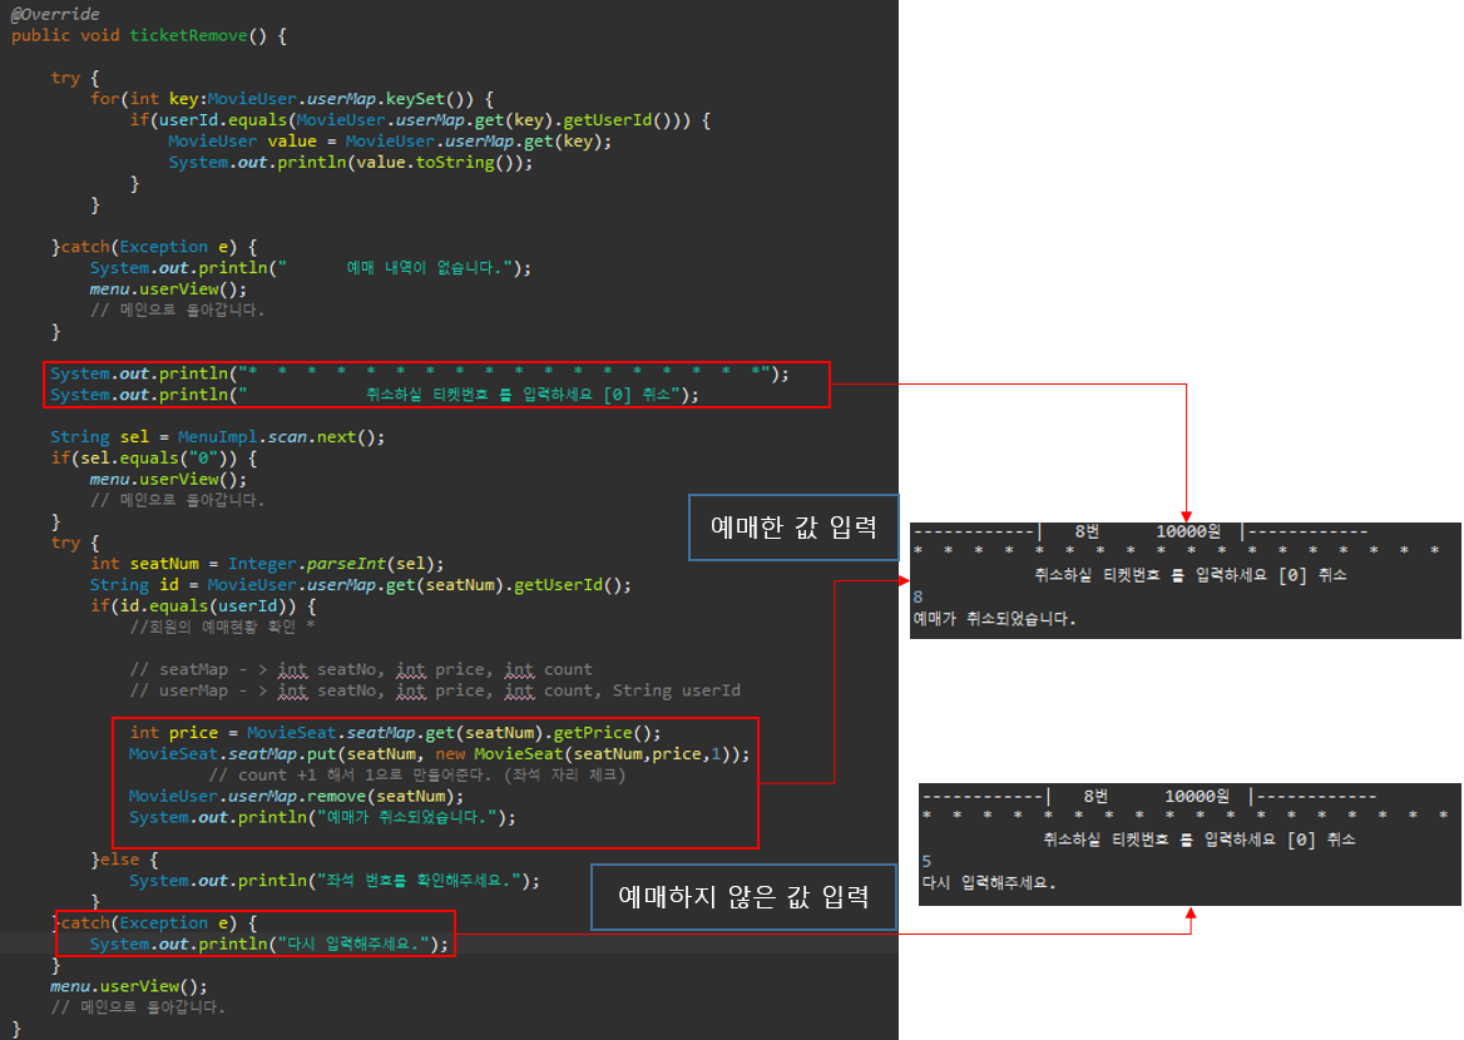 @Override
public void ticketRemove() {
try {
for(int key:MovieUser.userMap.keySet()) {
if(userId.equals(MovieUser.userMap.get(key).getUserId())) {
MovieUser value = MovieUser.userMap.get(key);
System.out.println(value.toString());
}
}
}catch(Exception e) {
System.out.println("      예매 내역이 없습니다.");
menu.userView();
// 메인으로 돌아갑니다.
}
System.out.println("*  *  *  *  *  *  *  *  *  *  *  *  *  *  *  *  *  *");
System.out.println("            취소하실 티켓번호 를 입력하세요 [0] 취소");
String sel = MenuImpl.scan.next();
if(sel.equals("0")) {
menu.userView();
// 메인으로 돌아갑니다.
}
try {
int seatNum = Integer.parseInt(sel);
String id = MovieUser.userMap.get(seatNum).getUserId();
if(id.equals(userId)) {
//회원의 예매현황 확인 *
// seatMap - > int seatNo, int price, int count
// userMap - > int seatNo, int price, int count, String userId
int price = MovieSeat.seatMap.get(seatNum).getPrice();
MovieSeat.seatMap.put(seatNum, new MovieSeat(seatNum,price,1));
// count +1 해서 1으로 만들어준다. (좌석 자리 체크)
MovieUser.userMap.remove(seatNum);
System.out.println("예매가 취소되었습니다.");
}else {
System.out.println("좌석 번호를 확인해주세요.");
}
}catch(Exception e) {
System.out.println("다시 입력해주세요.");
}
menu.userView();
// 메인으로 돌아갑니다.
}
예매한 값 입력
------------|   8번     10000원  |------------
*  *  *  *  *  *  *  *  *  *  *  *  *  *  *  *  *  *
취소하실 티켓번호 를 입력하세요 [0] 취소
8
예매가 취소되었습니다.
예매하지 않은 값 입력
------------|   8번     10000원  |------------
*  *  *  *  *  *  *  *  *  *  *  *  *  *  *  *  *  *
취소하실 티켓번호 를 입력하세요 [0] 취소
5
다시 입력해주세요.